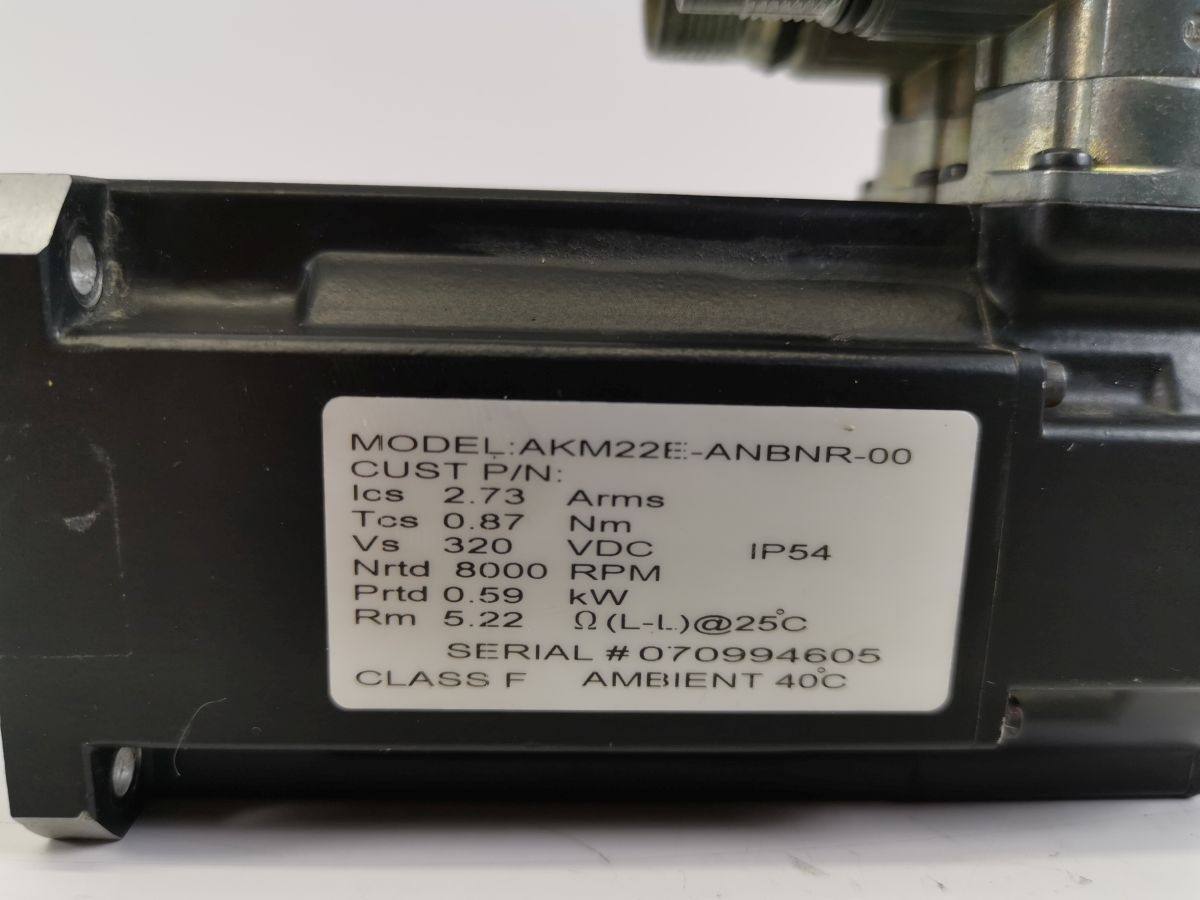 MODEL:AKM22E-ANBNR-00
CUST P/N:
Ics 2.73 Arms
Tcs 0.87 Nm
Vs 320 VDC IP54
Nrtd 8000 RPM
Prtd 0.59 kW
Rm 5.22 Ω(L-L)@25°C
SERIAL # 070994605
CLASS F AMBIENT 40°C